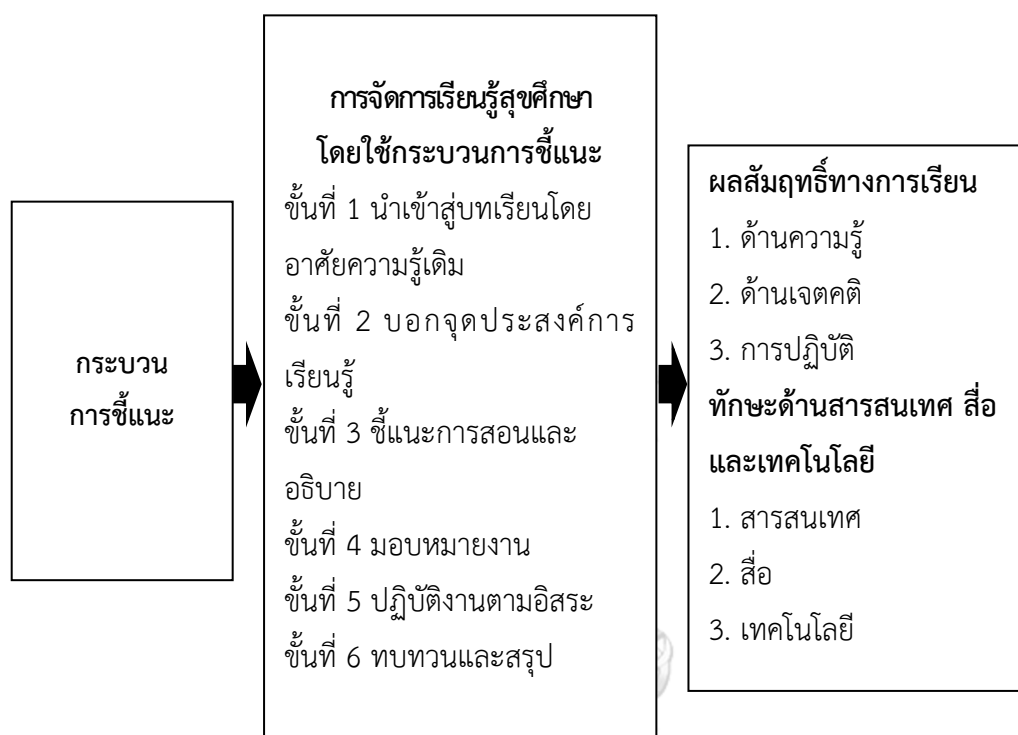 กระบวน
การชี้แนะ
การจัดการเรียนรู้สุขศึกษา
โดยใช้กระบวนการชี้แนะ
ขั้นที่ 1 นำเข้าสู่บทเรียนโดย
อาศัยความรู้เดิม
ขั้นที่ 2 บอกจุดประสงค์การ
เรียนรู้
ขั้นที่ 3 ชี้แนะการสอนและ
อธิบาย
ขั้นที่ 4 มอบหมายงาน
ขั้นที่ 5 ปฏิบัติงานตามอิสระ
ขั้นที่ 6 ทบทวนและสรุป
ผลสัมฤทธิ์ทางการเรียน
1. ด้านความรู้
2. ด้านเจตคติ
3. การปฏิบัติ
ทักษะด้านสารสนเทศ สื่อ
และเทคโนโลยี
1. สารสนเทศ
2. สื่อ
3. เทคโนโลยี